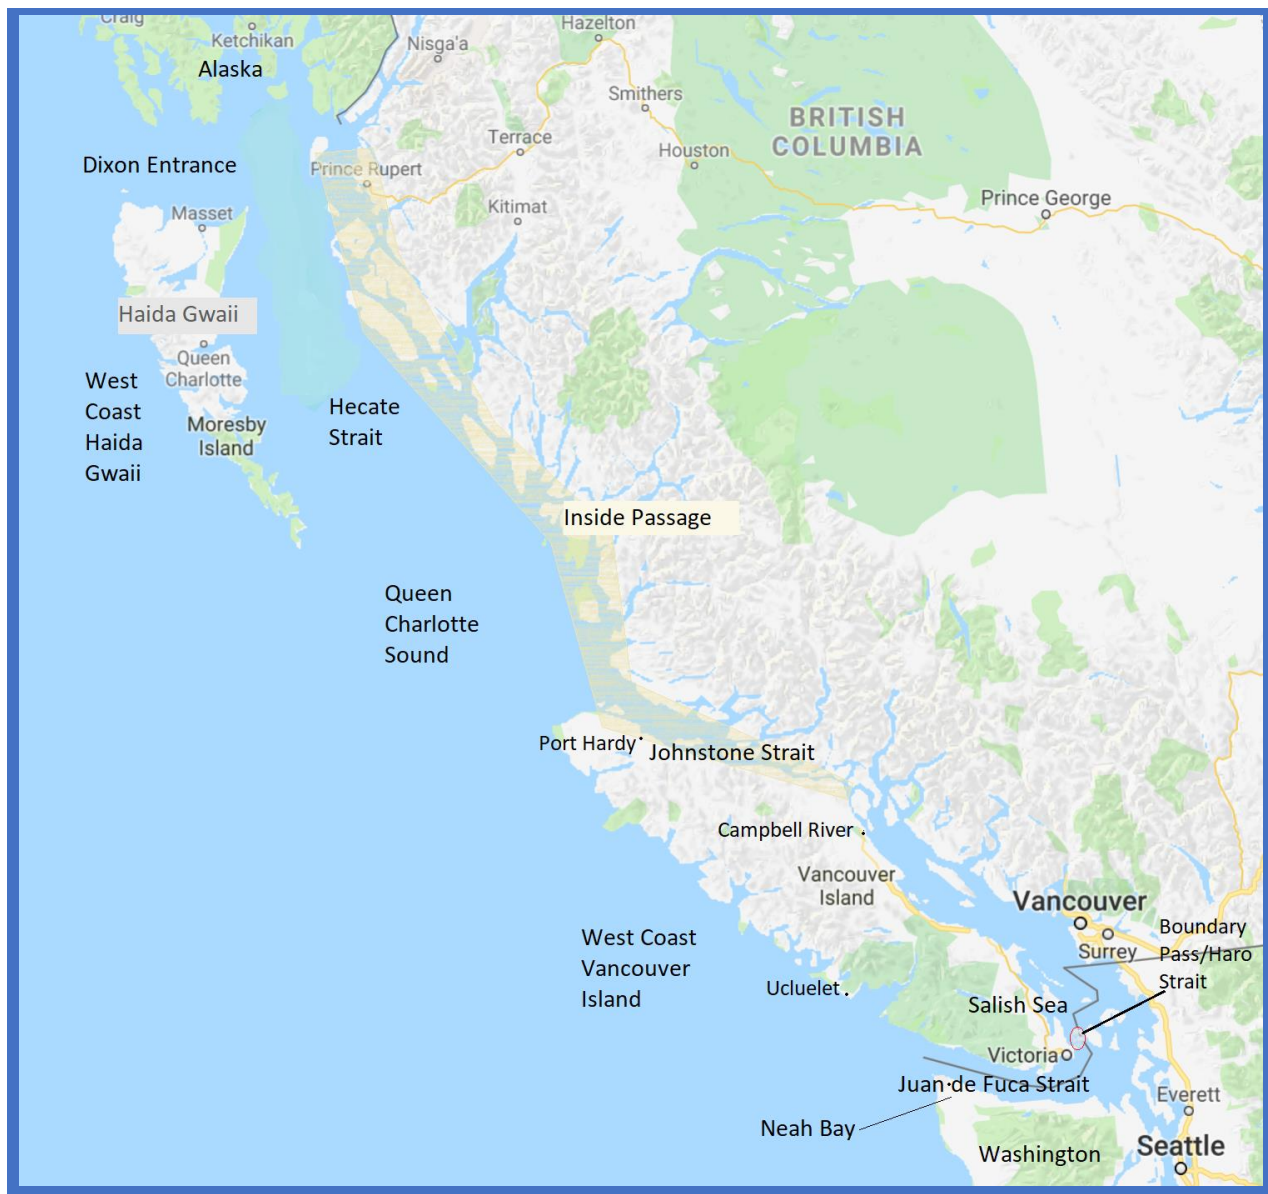 Craig
Ketchikan
Alaska
Nisga'a
Hazelton
Smithers
BRITISH
COLUMBIA
Terrace
Houston
Dixon Entrance
Prince Rupert
Kitimat
Prince George
Masset
Haida Gwaii
Queen
Charlotte
West
Coast
Haida
Gwaii
Moresby
Island
Hecate
Strait
Inside Passage
Queen
Charlotte
Sound
Port Hardy
Johnstone Strait
Campbell River
Vancouver
Island
Vancouver
Surrey
Boundary
Pass/Haro
Strait
West Coast
Vancouver
Island
Ucluelet
Salish Sea
Victoria
Juan de Fuca Strait
Neah Bay
Everett
Seattle
Washington